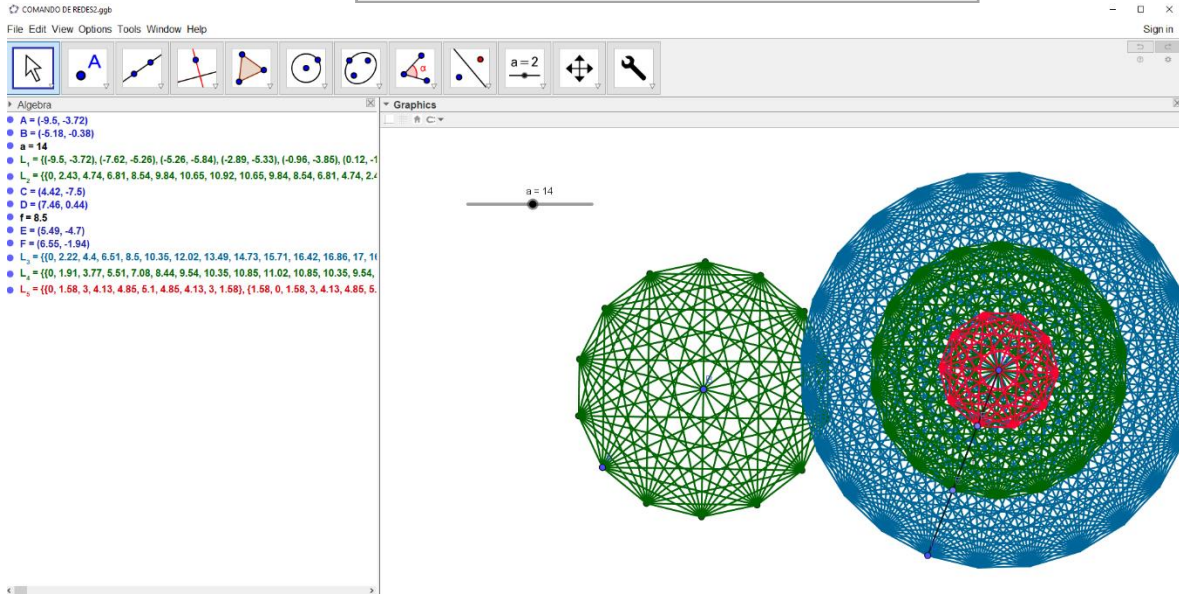 COMANDO DE REDES2.ggb
File Edit View Options Tools Window Help
Sign in
A
α
a = 2
Algebra
Graphics
A = (-9.5, -3.72)
B = (-5.18, -0.38)
a = 14
L₁ = {(-9.5, -3.72), (-7.62, -5.26), (-5.26, -5.84), (-2.89, -5.33), (-0.96, -3.85), (0.12, -1
L₂ = {{0, 2.43, 4.74, 6.81, 8.54, 9.84, 10.65, 10.92, 10.65, 9.84, 8.54, 6.81, 4.74, 2.4
C = (4.42, -7.5)
D = (7.46, 0.44)
f = 8.5
E = (5.49, -4.7)
F = (6.55, -1.94)
L₃ = {{0, 2.22, 4.4, 6.51, 8.5, 10.35, 12.02, 13.49, 14.73, 15.71, 16.42, 16.86, 17, 16
L₄ = {{0, 1.91, 3.77, 5.51, 7.08, 8.44, 9.54, 10.35, 10.85, 11.02, 10.85, 10.35, 9.54,
L₅ = {{0, 1.58, 3, 4.13, 4.85, 5.1, 4.85, 4.13, 3, 1.58}, {1.58, 0, 1.58, 3, 4.13, 4.85, 5.
a = 14